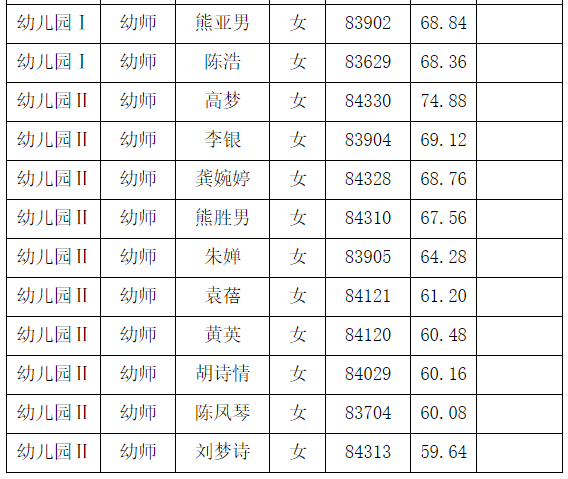 幼儿园Ⅰ 幼师 熊亚男 女 83902 68.84
幼儿园Ⅰ 幼师 陈浩 女 83629 68.36
幼儿园Ⅱ 幼师 高梦 女 84330 74.88
幼儿园Ⅱ 幼师 李银 女 83904 69.12
幼儿园Ⅱ 幼师 龚婉婷 女 84328 68.76
幼儿园Ⅱ 幼师 熊胜男 女 84310 67.56
幼儿园Ⅱ 幼师 朱婵 女 83905 64.28
幼儿园Ⅱ 幼师 袁蓓 女 84121 61.20
幼儿园Ⅱ 幼师 黄英 女 84120 60.48
幼儿园Ⅱ 幼师 胡诗情 女 84029 60.16
幼儿园Ⅱ 幼师 陈凤琴 女 83704 60.08
幼儿园Ⅱ 幼师 刘梦诗 女 84313 59.64